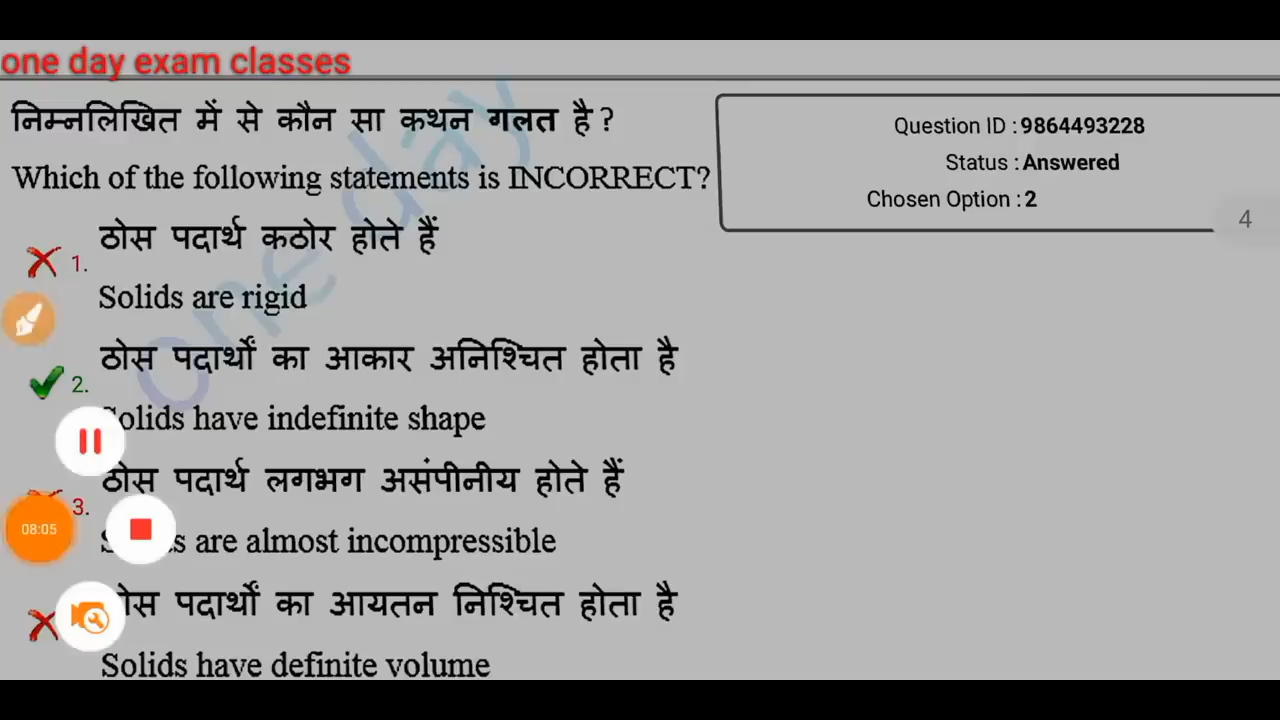 one day exam classes
निम्नलिखित में से कौन सा कथन गलत है ?
Question ID : 9864493228
Status : Answered
Which of the following statements is INCORRECT?
Chosen Option : 2
4
ठोस पदार्थ कठोर होते हैं
1.
Solids are rigid
ठोस पदार्थों का आकार अनिश्चित होता है
2.
have indefinite shape
ठोस पदार्थ लगभग असंपीनीय होते हैं
3.
08:05
are almost incompressible
पदार्थों का आयतन निश्चित होता है
Solids have definite volume
one day